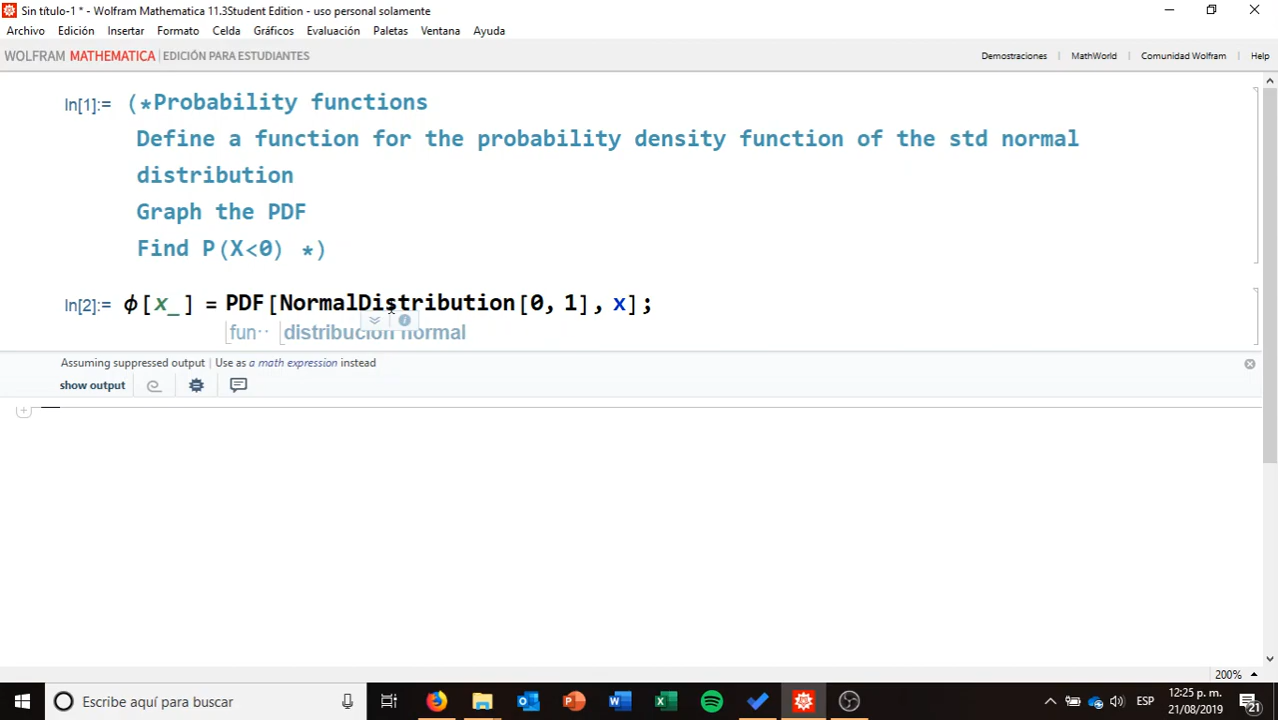 Sin título-1 * - Wolfram Mathematica 11.3Student Edition - uso personal solamente
Archivo Edición Insertar Formato Celda Gráficos Evaluación Paletas Ventana Ayuda
WOLFRAM MATHEMATICA | EDICIÓN PARA ESTUDIANTES Demostraciones | MathWorld | Comunidad Wolfram | Help
In[1]:= (*Probability functions
Define a function for the probability density function of the std normal
distribution
Graph the PDF
Find P(X<0) *)
In[2]:= ϕ[x_] = PDF[NormalDistribution[0, 1], x];
fun·· distribución normal
Assuming suppressed output | Use as a math expression instead
show output
200%
Escribe aquí para buscar
ESP
12:25 p. m.
21/08/2019
21